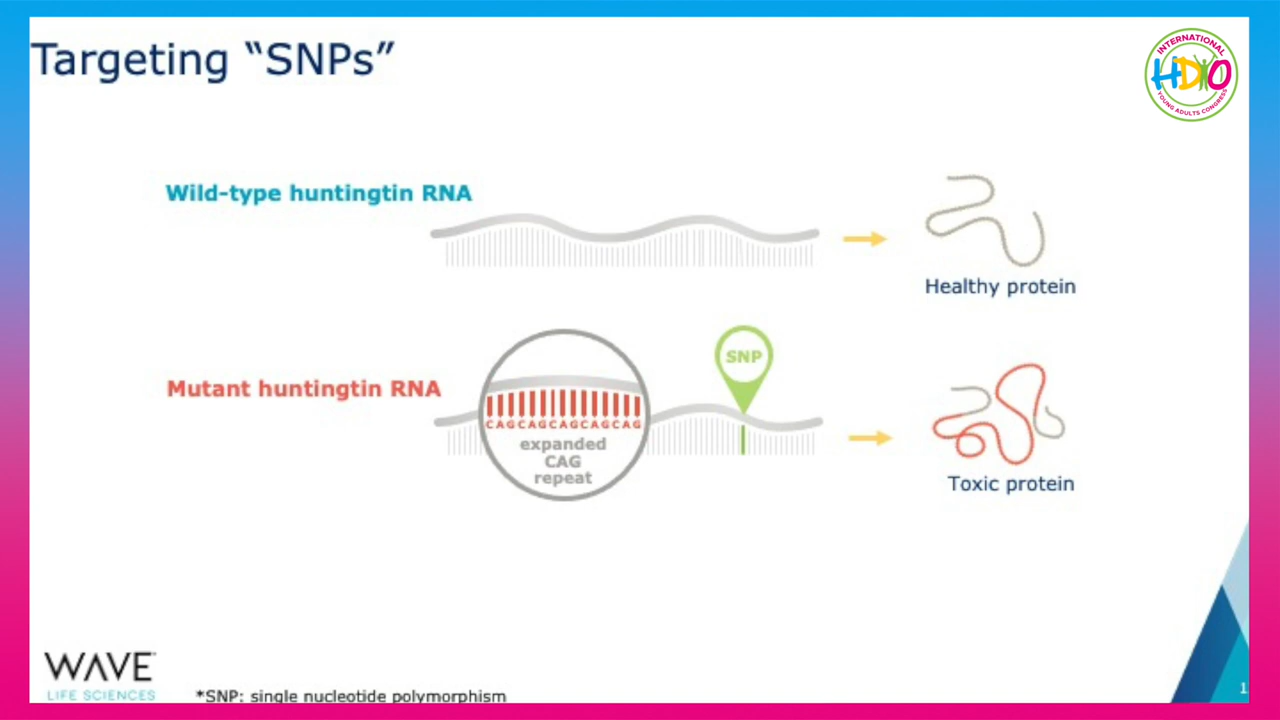 Targeting “SNPs”
INTERNATIONAL
HDYO
YOUNG ADULTS CONGRESS
Wild-type huntingtin RNA
Healthy protein
SNP
Mutant huntingtin RNA
CAGCAGCAGCAGCAG
expanded
CAG
repeat
Toxic protein
WAVE
LIFE SCIENCES
*SNP: single nucleotide polymorphism
1